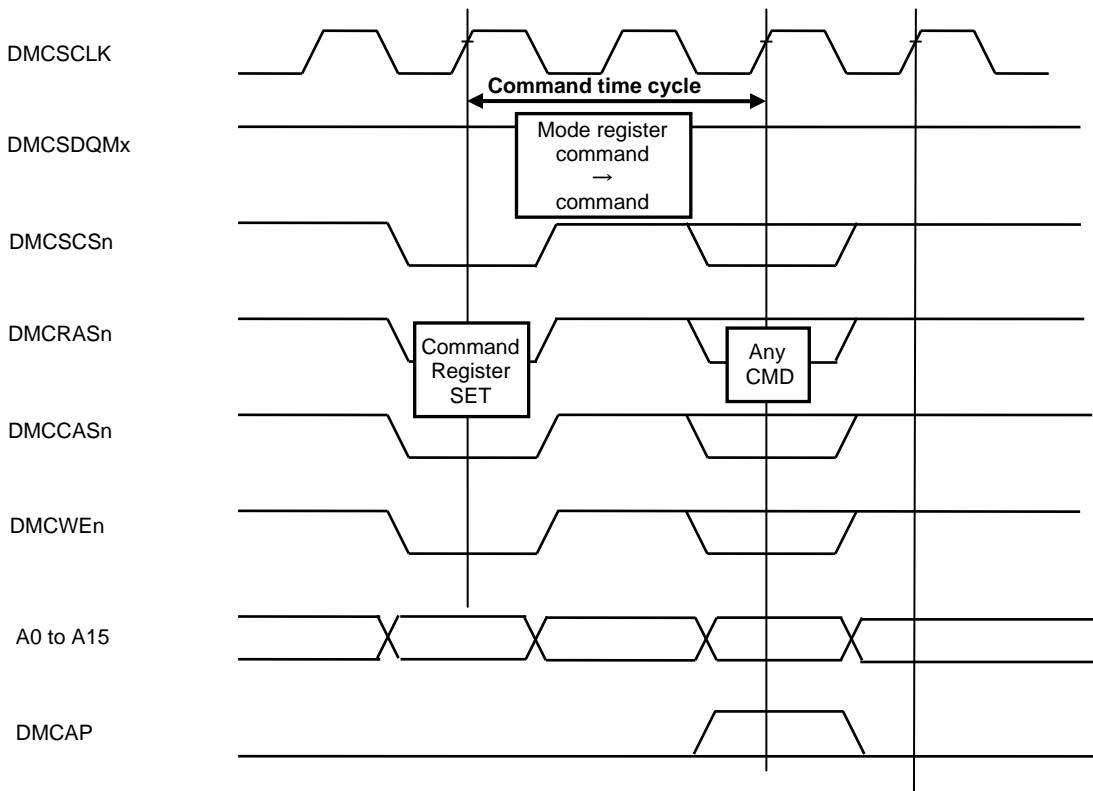 DMCSCLK
Command time cycle
DMCSDQMx
Mode register
command
→
command
DMCSCSn
DMCRASn
Command
Register
SET
Any
CMD
DMCCASn
DMCWEn
A0 to A15
DMCAP